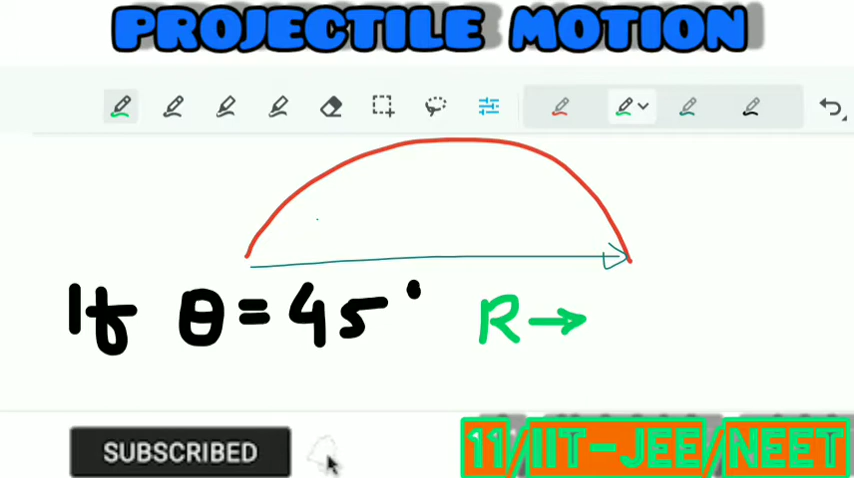 PROJECTILE MOTION
If θ = 45° R →
SUBSCRIBED
11/IIT-JEE/NEET